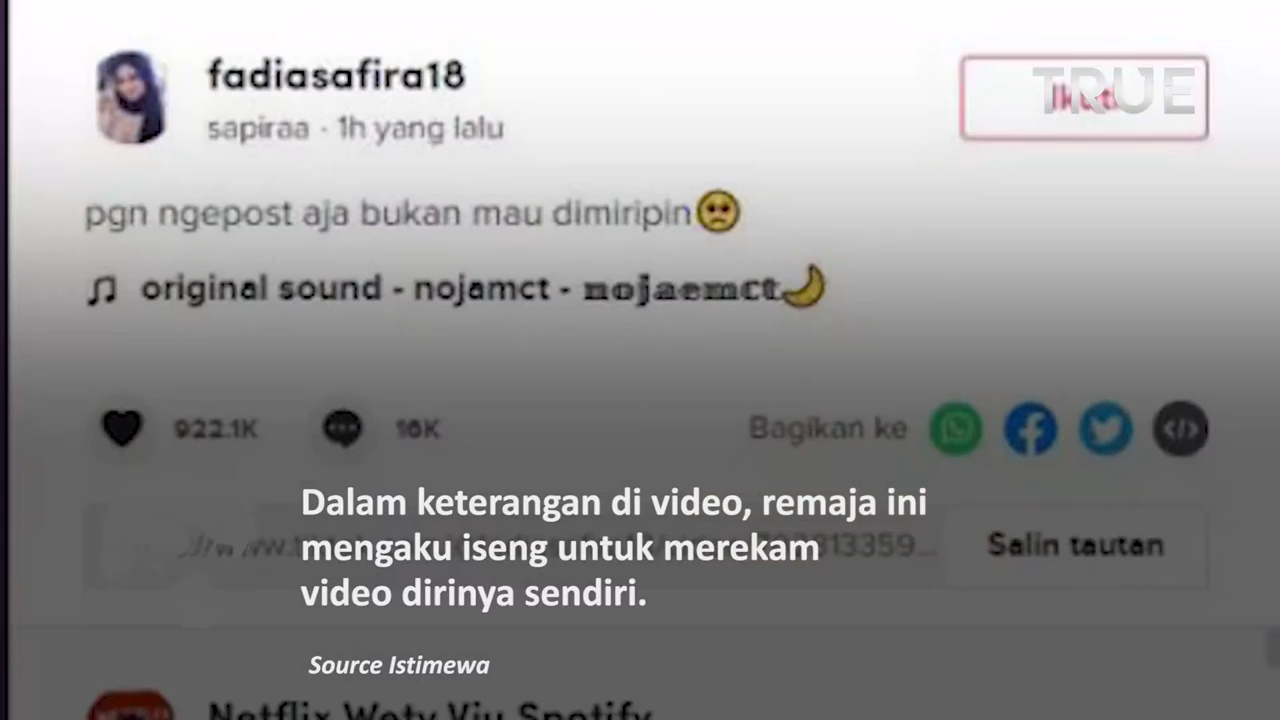 fadiasafira18
TRUE
sapiraa · 1h yang lalu
pgn ngepost aja bukan mau dimiripin
original sound - nojamct - 𝕟𝕠𝕛𝕒𝕖𝕞𝕔𝕥
922.1K
16K
Bagikan ke
Dalam keterangan di video, remaja ini
mengaku iseng untuk merekam
video dirinya sendiri.
Salin tautan
Source Istimewa
Netflix Wetv Viu Spotify